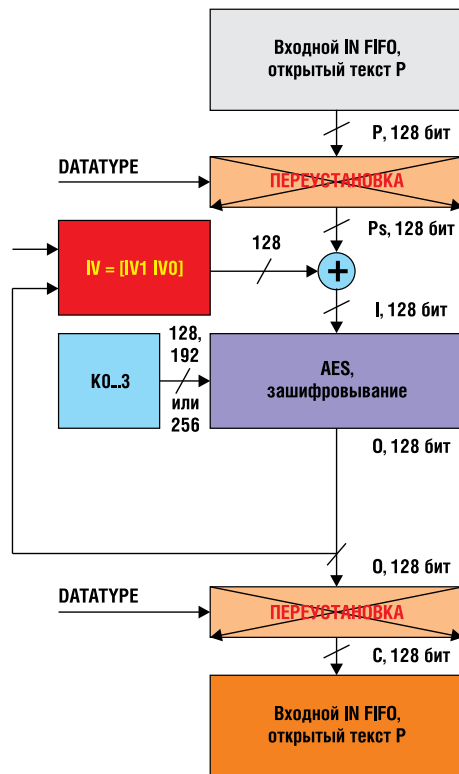 Входной IN FIFO,
открытый текст P
P, 128 бит
DATATYPE
ПЕРЕУСТАНОВКА
Ps, 128 бит
IV = [IV1 IV0]
128
+
I, 128 бит
K0...3
128,
192
или
256
AES,
зашифровывание
O, 128 бит
O, 128 бит
DATATYPE
ПЕРЕУСТАНОВКА
C, 128 бит
Входной IN FIFO,
открытый текст P